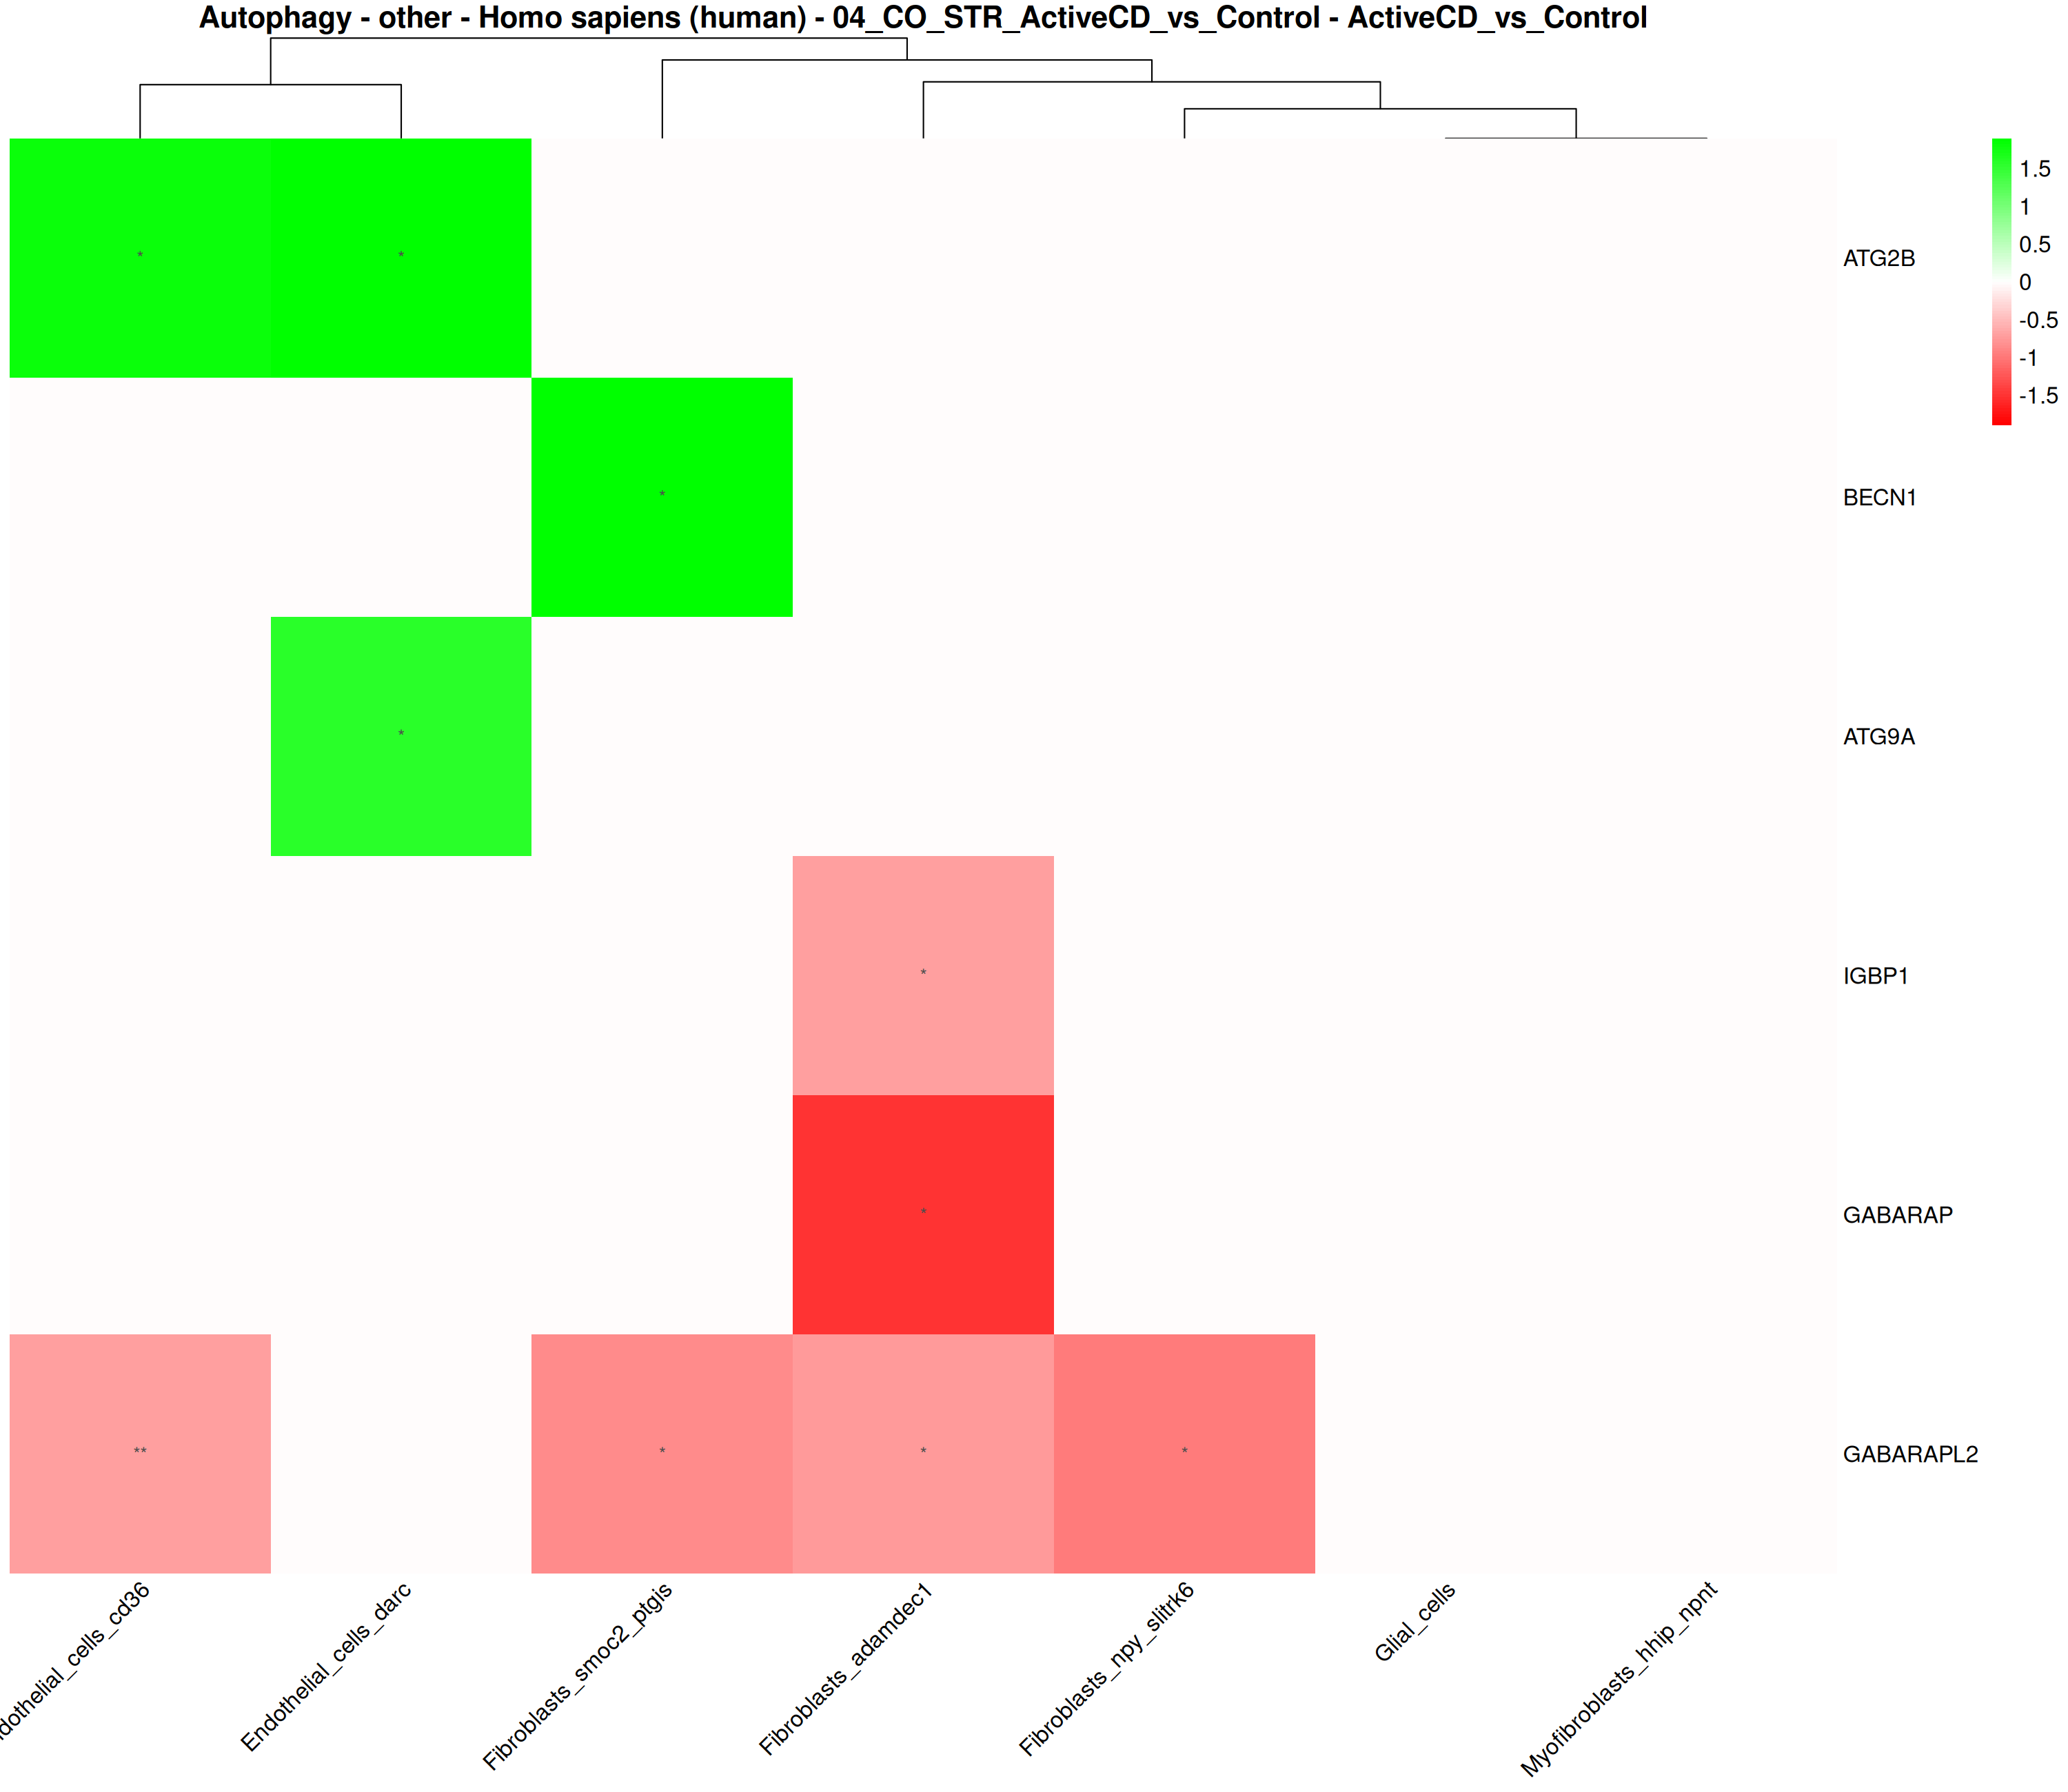 Autophagy - other - Homo sapiens (human) - 04_CO_STR_ActiveCD_vs_Control - ActiveCD_vs_Control
1.5
1
0.5
0
-0.5
-1
-1.5
* *
ATG2B
*
BECN1
*
ATG9A
*
IGBP1
*
GABARAP
** * * *
GABARAPL2
dothelial_cells_cd36
Endothelial_cells_darc
Fibroblasts_smoc2_ptgis
Fibroblasts_adamdec1
Fibroblasts_npy_slitrk6
Glial_cells
Myofibroblasts_hhip_npnt